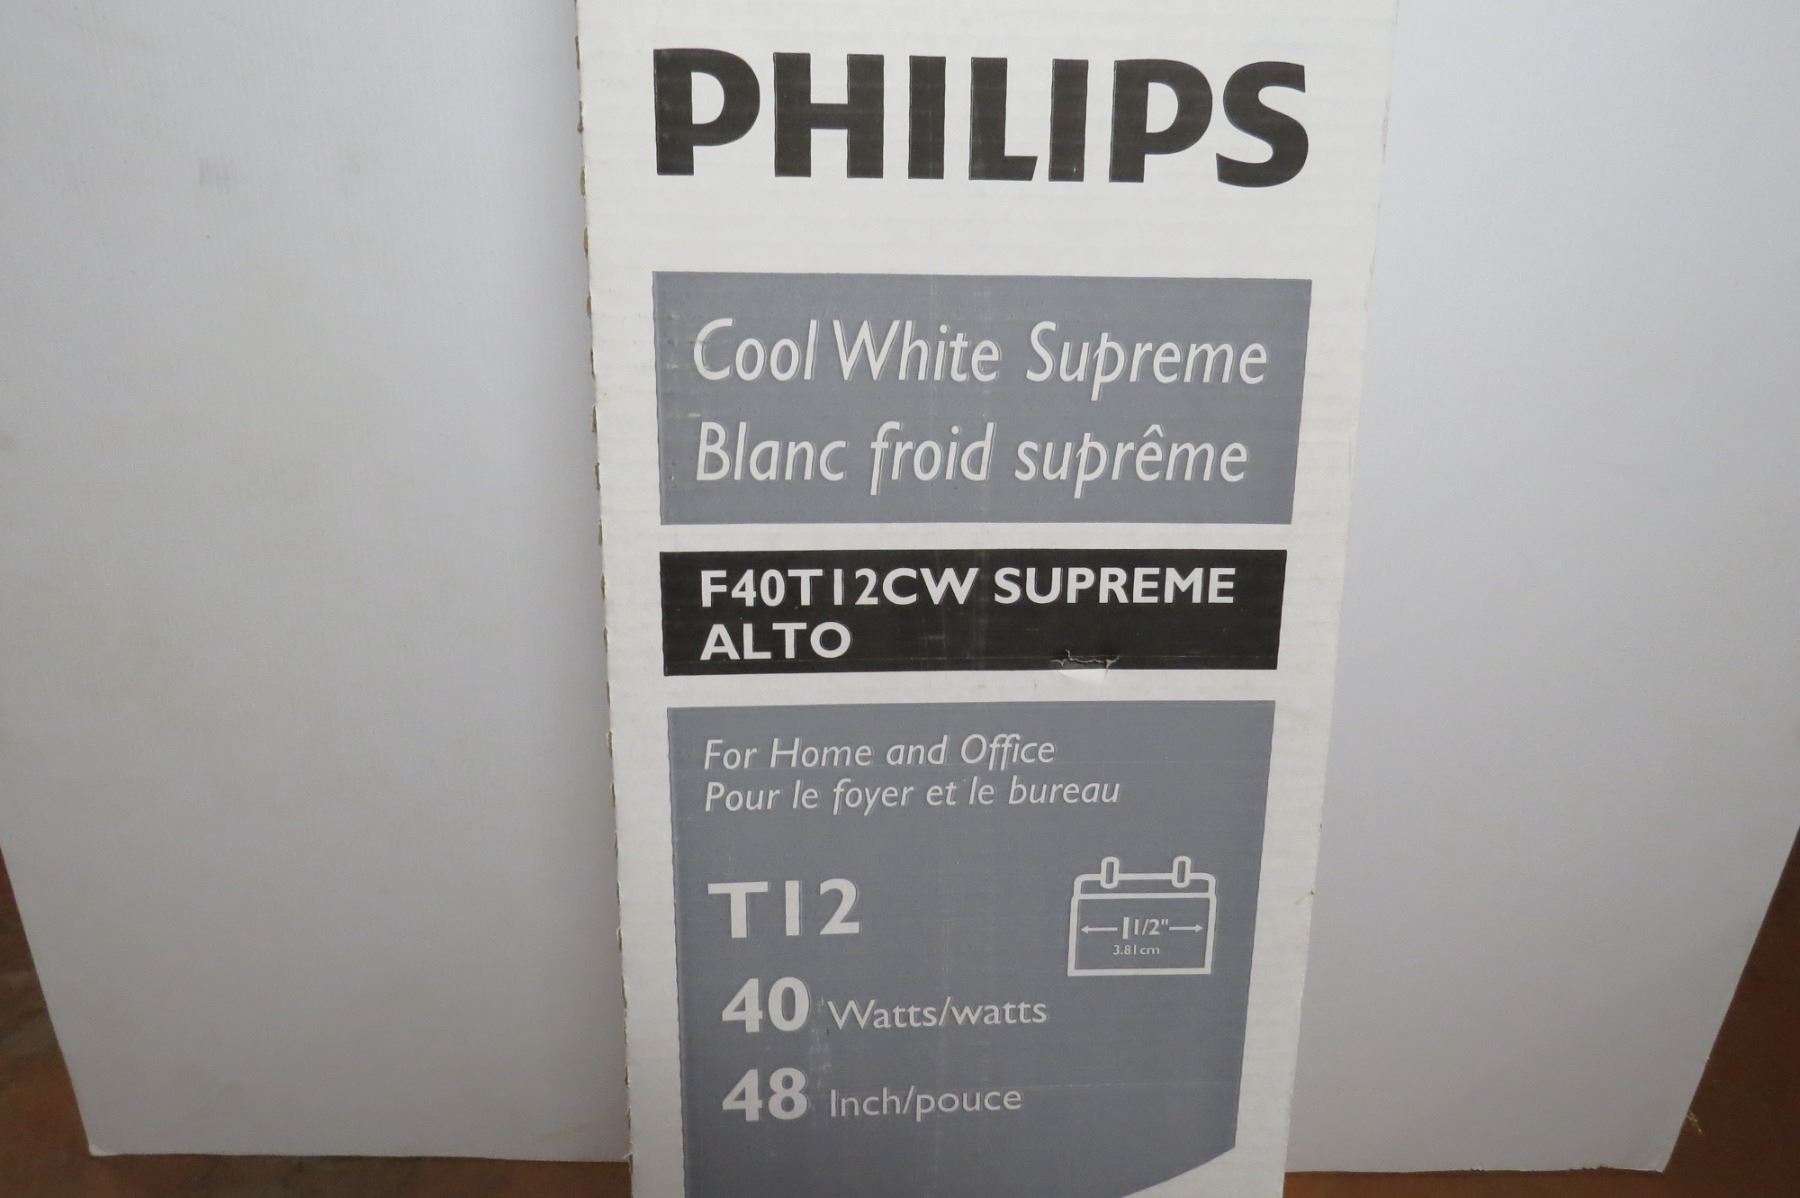 PHILIPS
Cool White Supreme
Blanc froid suprême
F40T12CW SUPREME
ALTO
For Home and Office
Pour le foyer et le bureau
T12
1 1/2"
3.81cm
40 Watts/watts
48 Inch/pouce